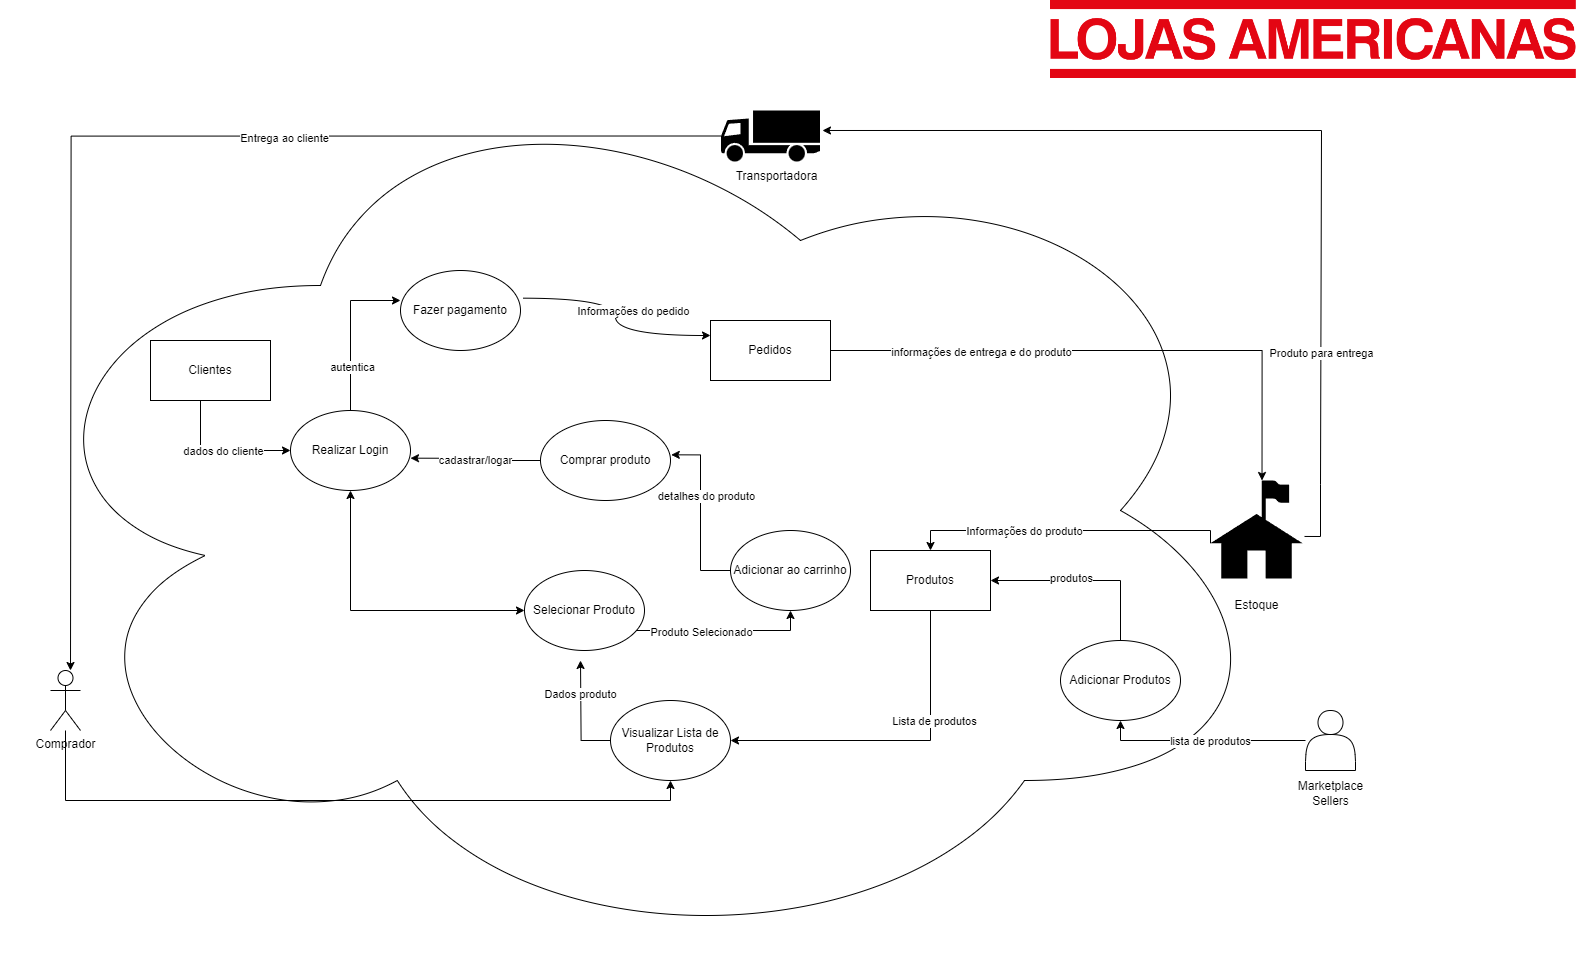 LOJAS AMERICANAS
Entrega ao cliente
Transportadora
Fazer pagamento
Informações do pedido
Pedidos
informações de entrega e do produto
Produto para entrega
Clientes
autentica
dados do cliente
Realizar Login
cadastrar/logar
Comprar produto
detalhes do produto
Informações do produto
Adicionar ao carrinho
Produtos
produtos
Estoque
Selecionar Produto
Produto Selecionado
Adicionar Produtos
Dados produto
Lista de produtos
Visualizar Lista de
Produtos
lista de produtos
Comprador
Marketplace
Sellers